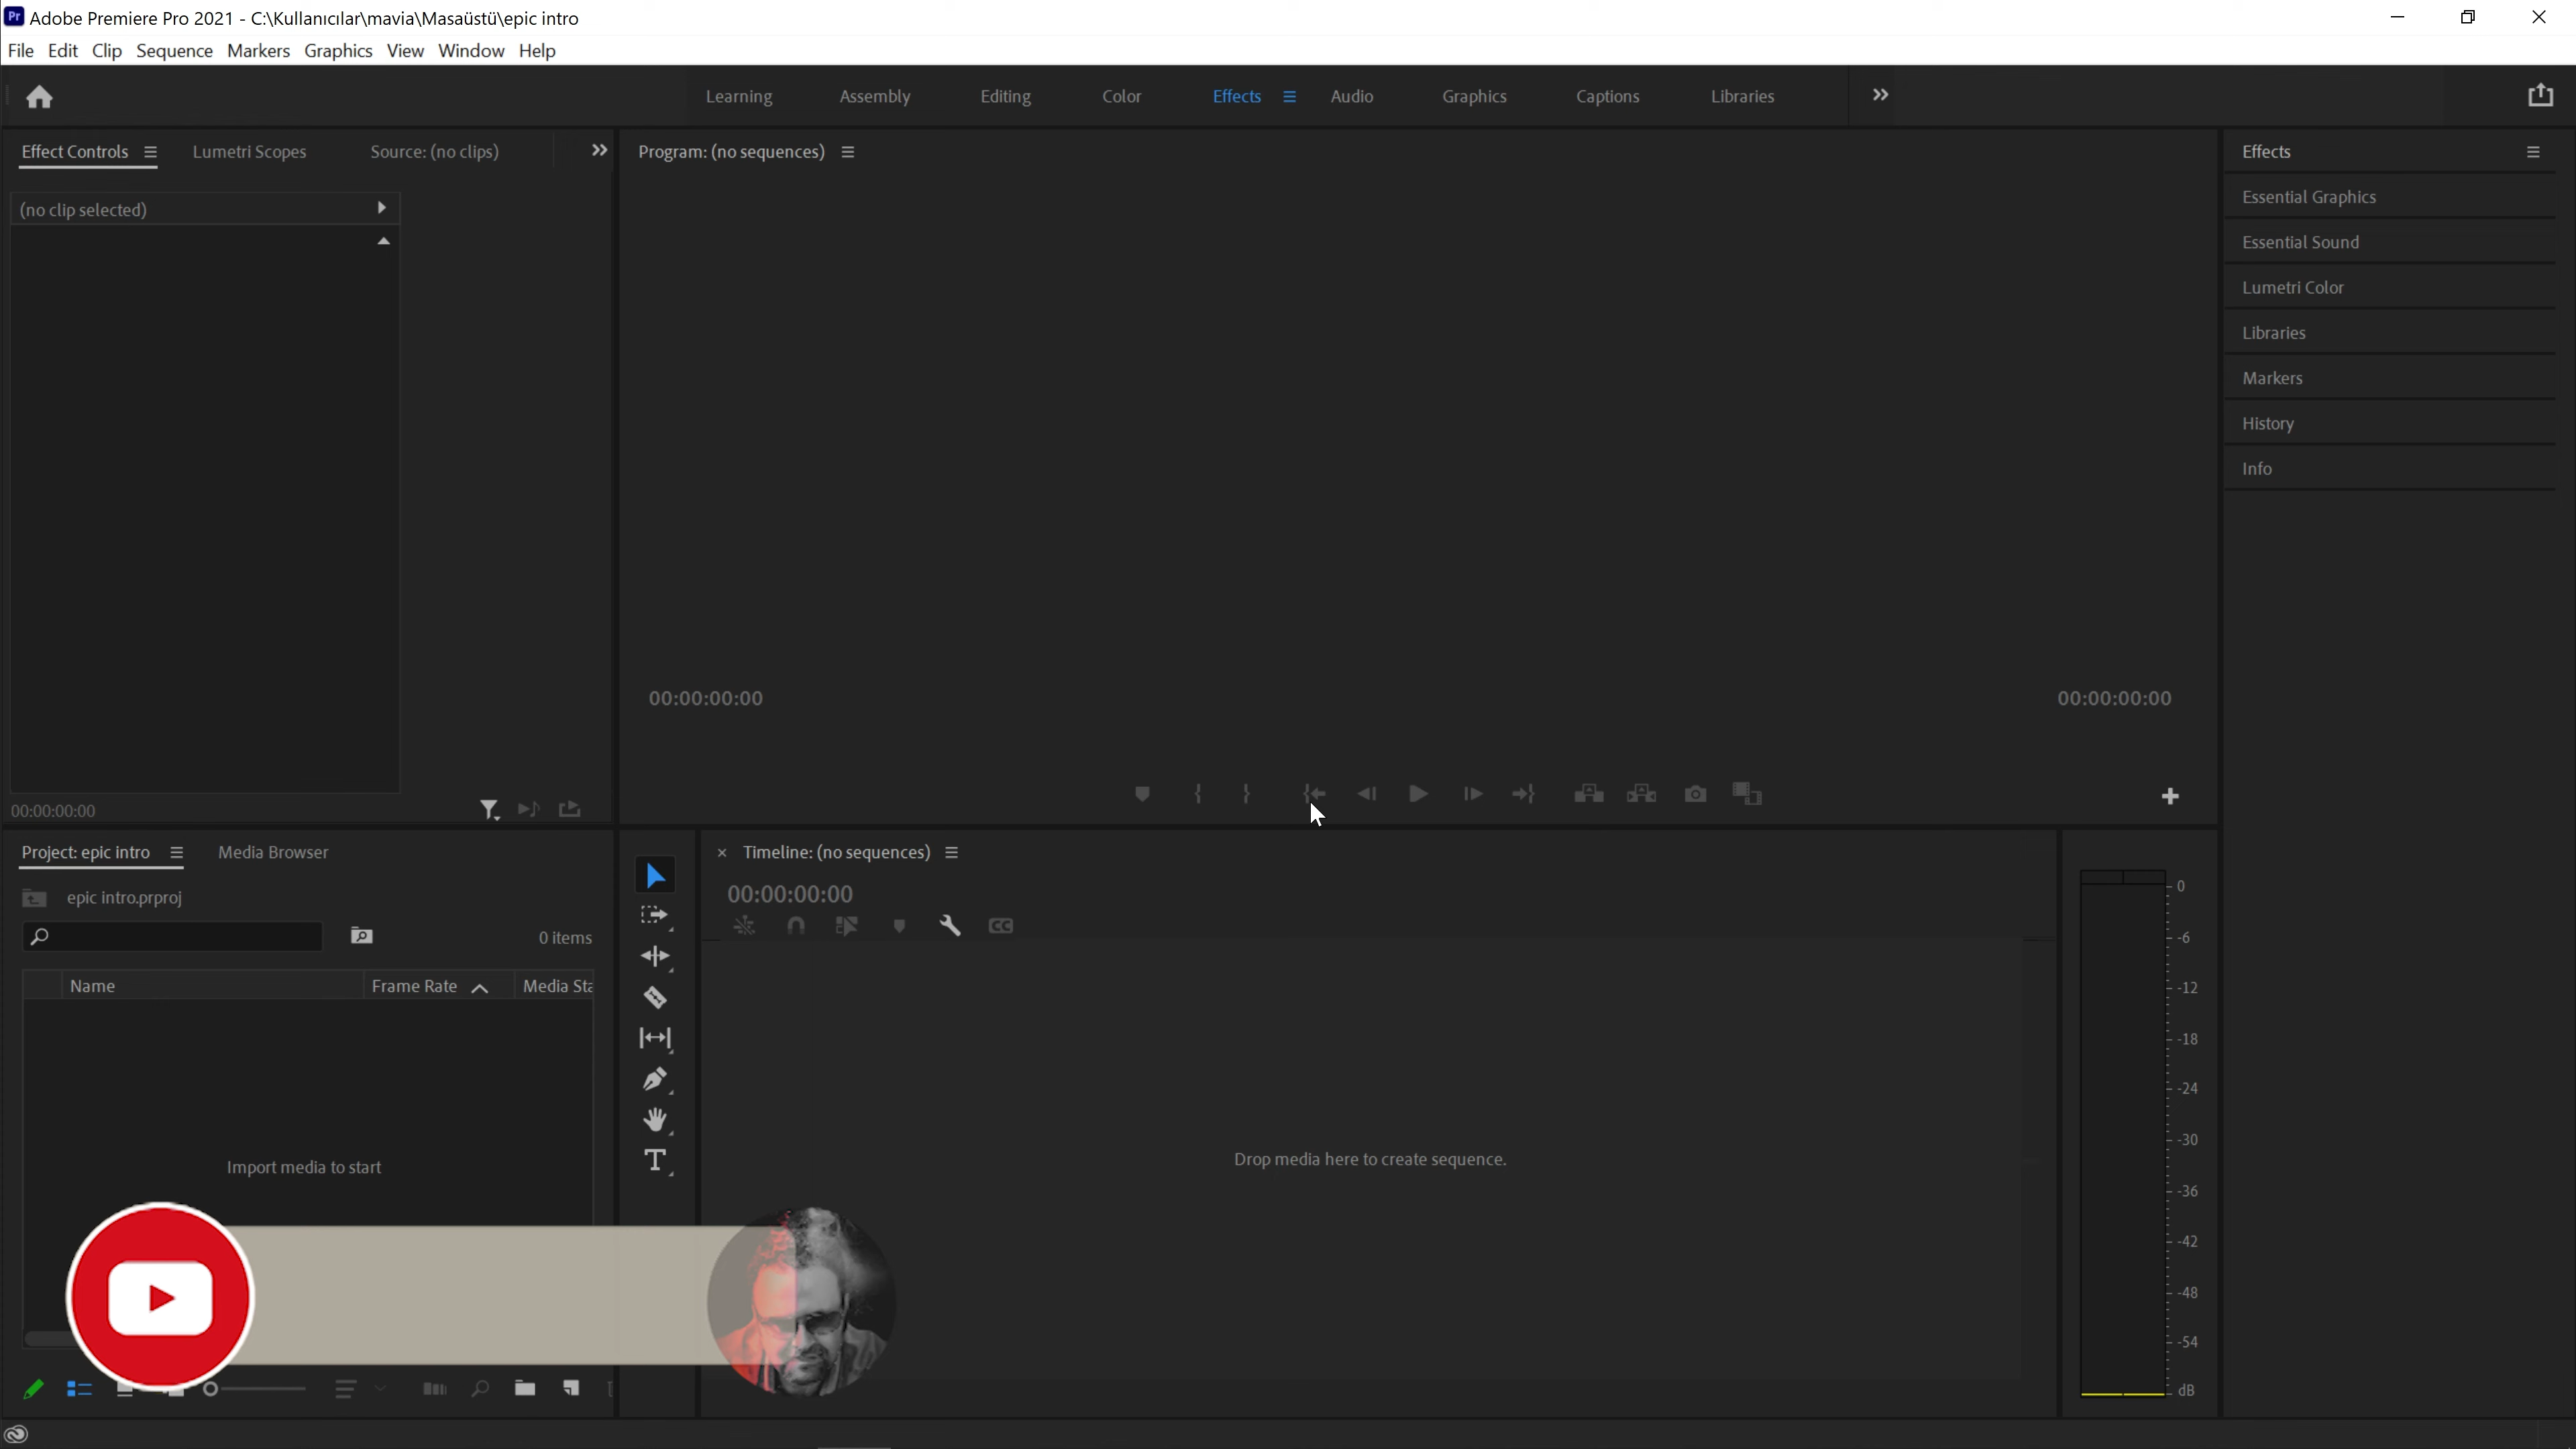 Adobe Premiere Pro 2021 - C:\Kullanıcılar\mavia\Masaüstü\epic intro
File Edit Clip Sequence Markers Graphics View Window Help
Learning Assembly Editing Color Effects Audio Graphics Captions Libraries
Effect Controls Lumetri Scopes Source: (no clips)
(no clip selected)
00:00:00:00
Program: (no sequences)
00:00:00:00 00:00:00:00
Effects
Essential Graphics
Essential Sound
Lumetri Color
Libraries
Markers
History
Info
Project: epic intro Media Browser
epic intro.prproj
0 items
Name Frame Rate Media Sta
Import media to start
Timeline: (no sequences)
00:00:00:00
Drop media here to create sequence.
0
-6
-12
-18
-24
-30
-36
-42
-48
-54
dB